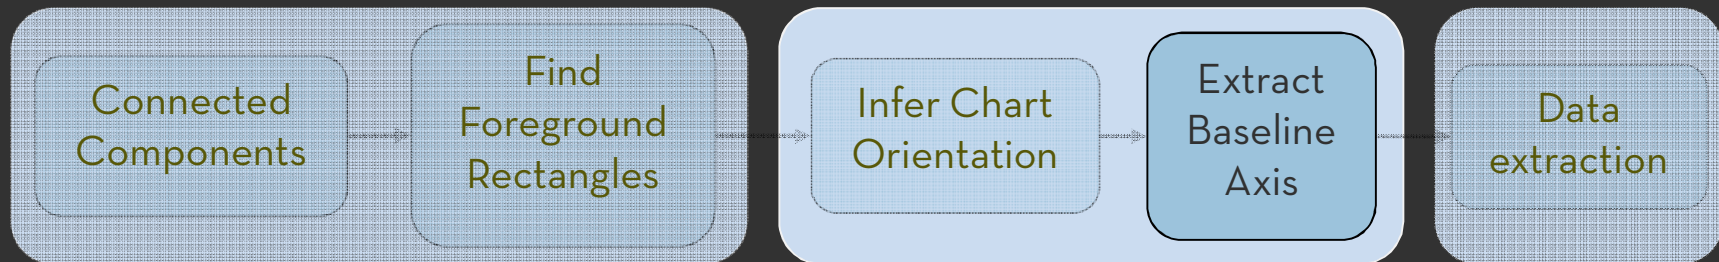 Connected
Components
Find
Foreground
Rectangles
Infer Chart
Orientation
Extract
Baseline
Axis
Data
extraction